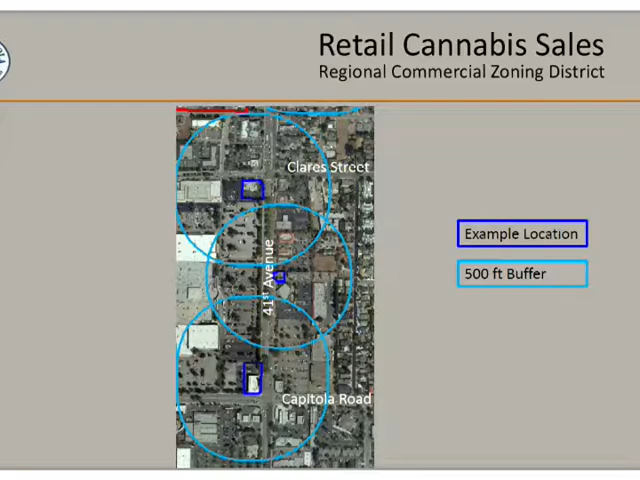 Retail Cannabis Sales
Regional Commercial Zoning District
Clares Street
41st Avenue
Capitola Road
Example Location
500 ft Buffer